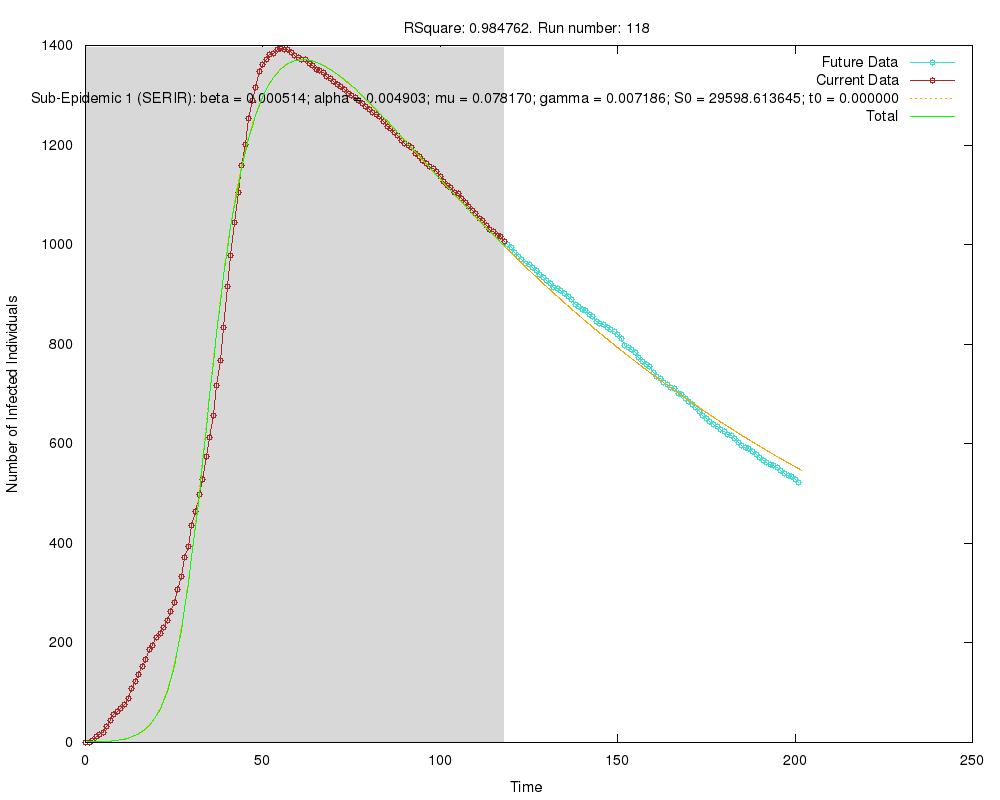 RSquare: 0.984762. Run number: 118
1400
1200
1000
800
600
400
200
0
Number of Infected Individuals
Future Data
Current Data
Sub-Epidemic 1 (SERIR): beta = 0.000514; alpha = 0.004903; mu = 0.078170; gamma = 0.007186; S0 = 29598.613645; t0 = 0.000000
Total
0 50 100 150 200 250
Time